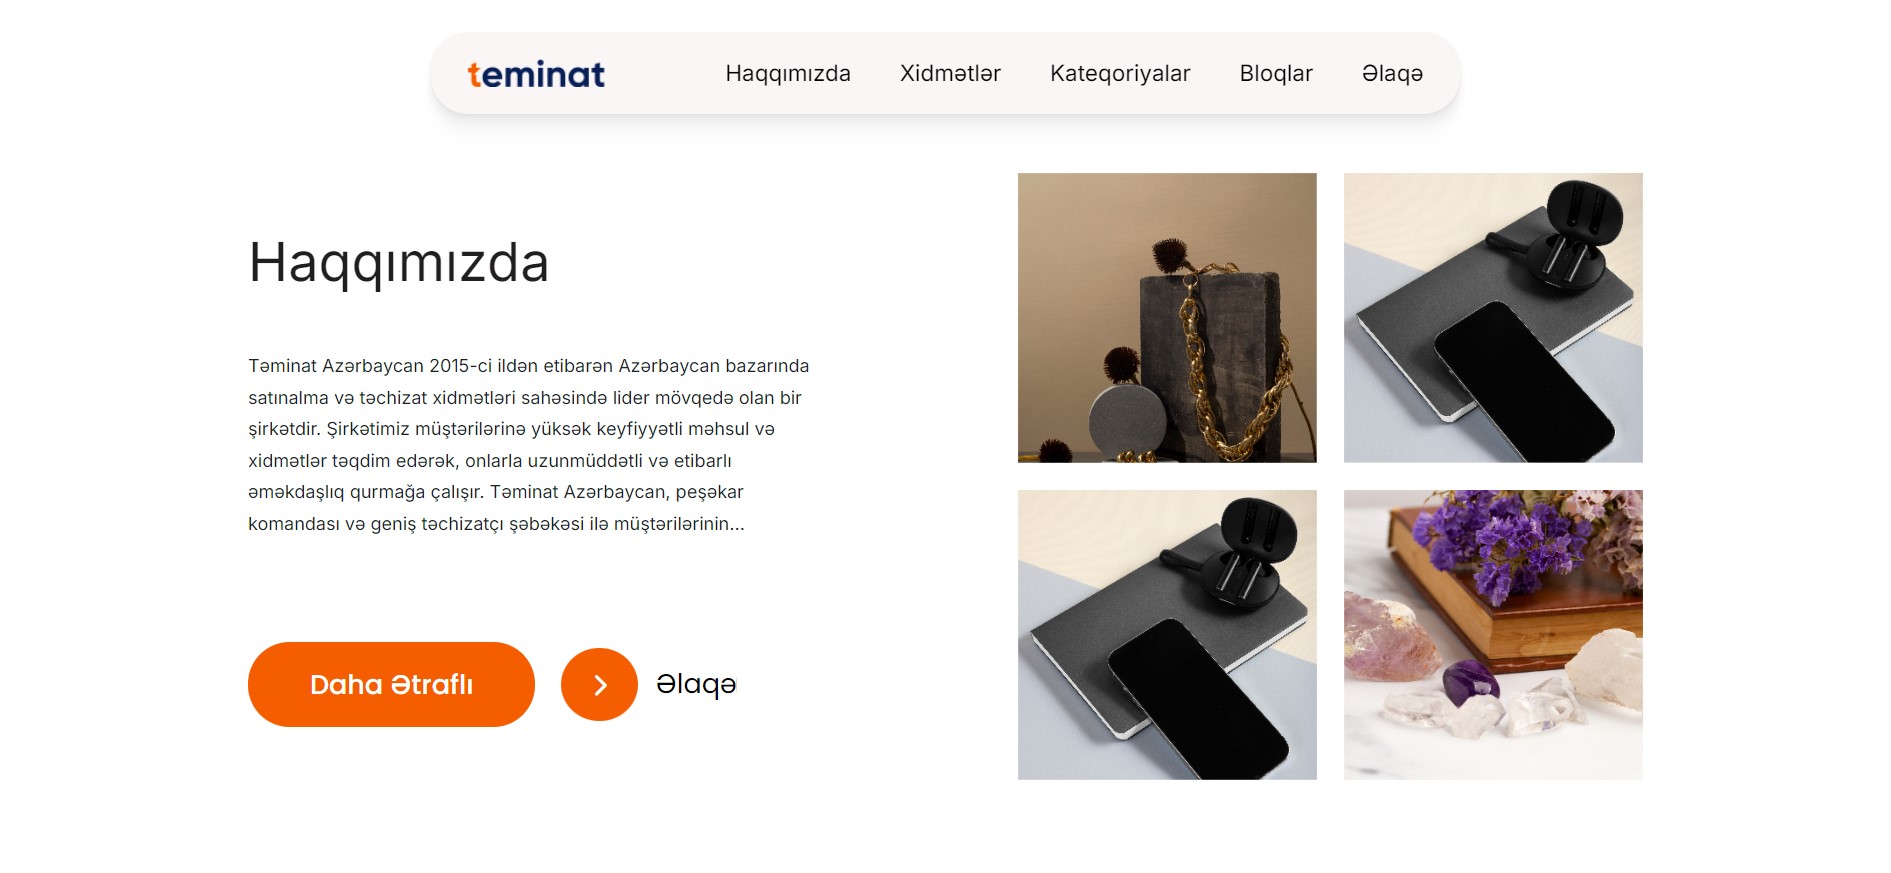 teminat
Haqqımızda
Xidmətlər
Kateqoriyalar
Bloqlar
Əlaqə
Haqqımızda
Təminat Azərbaycan 2015-ci ildən etibarən Azərbaycan bazarında
satınalma və təchizat xidmətləri sahəsində lider mövqedə olan bir
şirkətdir. Şirkətimiz müştərilərinə yüksək keyfiyyətli məhsul və
xidmətlər təqdim edərək, onlarla uzunmüddətli və etibarlı
əməkdaşlıq qurmağa çalışır. Təminat Azərbaycan, peşəkar
komandası və geniş təchizatçı şəbəkəsi ilə müştərilərinin...
Daha Ətraflı
Əlaqə